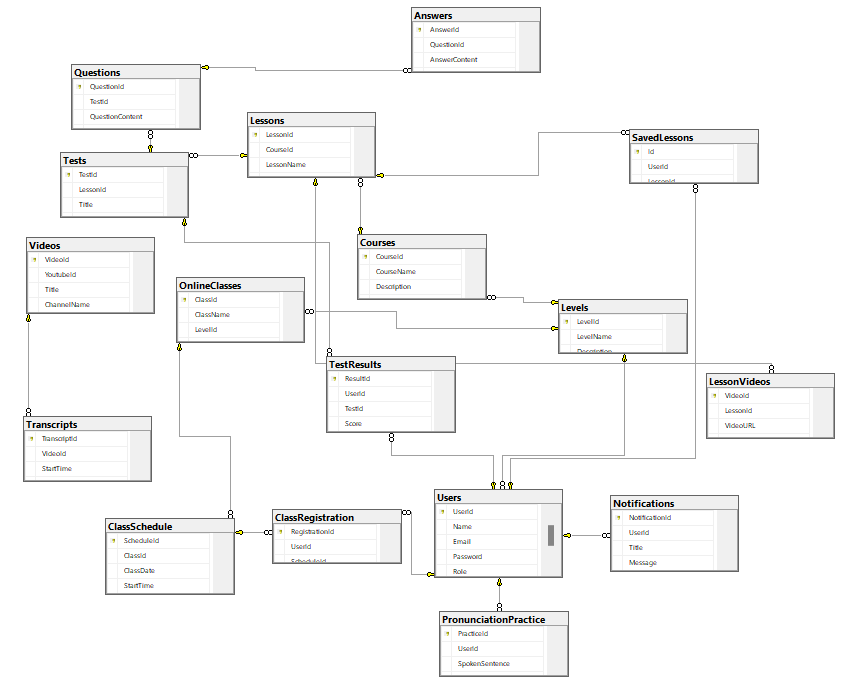 Answers
AnswerId
QuestionId
AnswerContent
Questions
QuestionId
TestId
QuestionContent
Lessons
LessonId
CourseId
LessonName
SavedLessons
Id
UserId
LessonId
Tests
TestId
LessonId
Title
Videos
VideoId
YoutubeId
Title
ChannelName
Courses
CourseId
CourseName
Description
OnlineClasses
ClassId
ClassName
LevelId
Levels
LevelId
LevelName
Description
TestResults
ResultId
UserId
TestId
Score
LessonVideos
VideoId
LessonId
VideoURL
Transcripts
TranscriptId
VideoId
StartTime
Users
UserId
Name
Email
Password
Role
Notifications
NotificationId
UserId
Title
Message
ClassRegistration
RegistrationId
UserId
ScheduleId
ClassSchedule
ScheduleId
ClassId
ClassDate
StartTime
PronunciationPractice
PracticeId
UserId
SpokenSentence